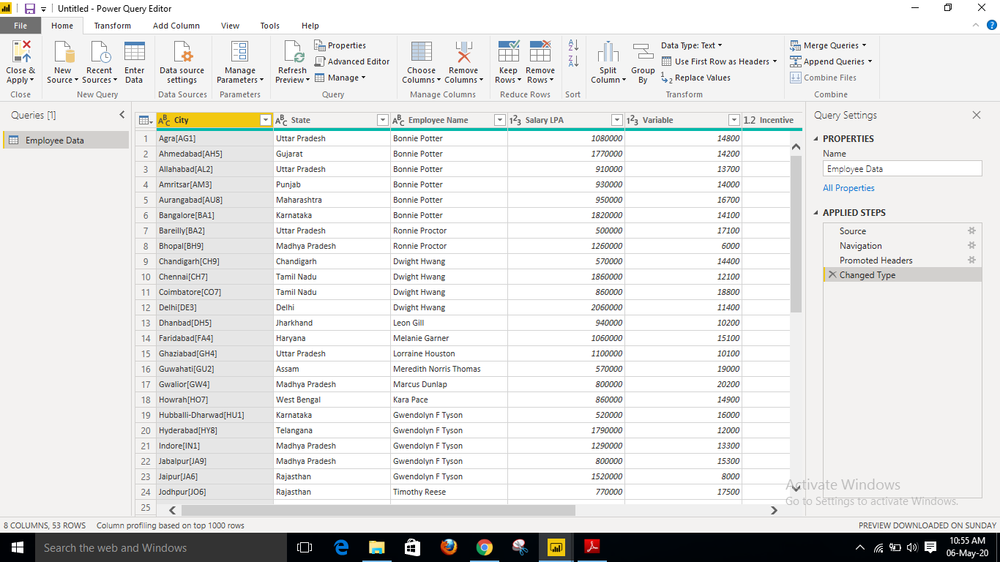 Untitled - Power Query Editor
File Home Transform Add Column View Tools Help
Close & Apply New Source Recent Sources Enter Data Data source settings Manage Parameters Refresh Preview Properties Advanced Editor Manage Choose Columns Remove Columns Keep Rows Remove Rows Split Column Group By Data Type: Text Use First Row as Headers Replace Values Merge Queries Append Queries Combine Files
Close New Query Data Sources Parameters Query Manage Columns Reduce Rows Sort Transform Combine
Queries [1]
Employee Data
City State Employee Name Salary LPA Variable 1.2 Incentive
1 Agra[AG1] Uttar Pradesh Bonnie Potter 1080000 14800
2 Ahmedabad[AH5] Gujarat Bonnie Potter 1770000 14200
3 Allahabad[AL2] Uttar Pradesh Bonnie Potter 910000 13700
4 Amritsar[AM3] Punjab Bonnie Potter 930000 14000
5 Aurangabad[AU8] Maharashtra Bonnie Potter 950000 16700
6 Bangalore[BA1] Karnataka Bonnie Potter 1820000 14100
7 Bareilly[BA2] Uttar Pradesh Ronnie Proctor 500000 17100
8 Bhopal[BH9] Madhya Pradesh Ronnie Proctor 1260000 6000
9 Chandigarh[CH9] Chandigarh Dwight Hwang 570000 14400
10 Chennai[CH7] Tamil Nadu Dwight Hwang 1860000 12100
11 Coimbatore[CO7] Tamil Nadu Dwight Hwang 860000 18800
12 Delhi[DE3] Delhi Dwight Hwang 2060000 11400
13 Dhanbad[DH5] Jharkhand Leon Gill 940000 10200
14 Faridabad[FA4] Haryana Melanie Garner 1060000 15100
15 Ghaziabad[GH4] Uttar Pradesh Lorraine Houston 1100000 10100
16 Guwahati[GU2] Assam Meredith Norris Thomas 570000 19000
17 Gwalior[GW4] Madhya Pradesh Marcus Dunlap 800000 20200
18 Howrah[HO7] West Bengal Kara Pace 860000 14900
19 Hubballi-Dharwad[HU1] Karnataka Gwendolyn F Tyson 520000 16000
20 Hyderabad[HY8] Telangana Gwendolyn F Tyson 1790000 12000
21 Indore[IN1] Madhya Pradesh Gwendolyn F Tyson 1290000 13300
22 Jabalpur[JA9] Madhya Pradesh Gwendolyn F Tyson 800000 15300
23 Jaipur[JA6] Rajasthan Gwendolyn F Tyson 1520000 8000
24 Jodhpur[JO6] Rajasthan Timothy Reese 770000 17500
25
Query Settings
PROPERTIES
Name
Employee Data
All Properties
APPLIED STEPS
Source
Navigation
Promoted Headers
Changed Type
Activate Windows
Go to Settings to activate Windows.
8 COLUMNS, 53 ROWS Column profiling based on top 1000 rows PREVIEW DOWNLOADED ON SUNDAY
Search the web and Windows
10:55 AM
06-May-20